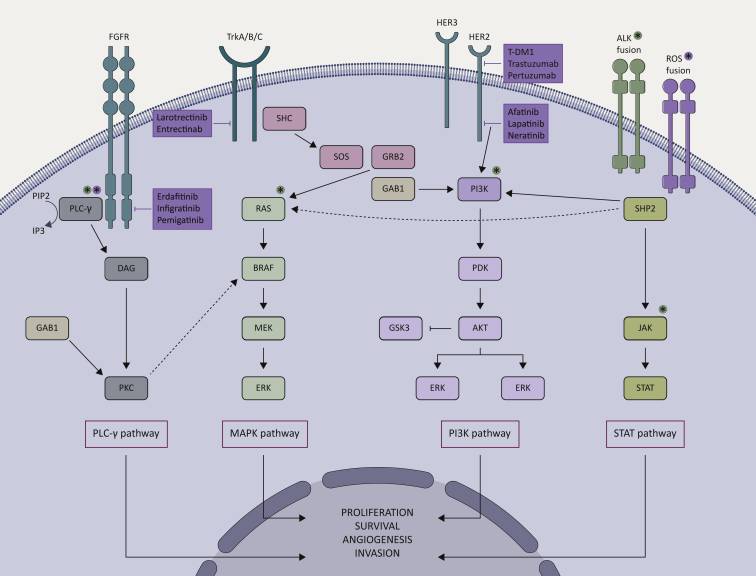 HER3
FGFR
TrkA/B/C
HER2
ALK
fusion
T-DM1
Trastuzumab
Pertuzumab
ROS
fusion
Larotrectinib
Entrectinab
SHC
Afatinib
Lapatinib
Neratinib
SOS
GRB2
GAB1
PI3K
PIP2
PLC-γ
IP3
Erdafitinib
Infigratinib
Pemigatinib
RAS
SHP2
DAG
BRAF
PDK
GAB1
MEK
GSK3
AKT
JAK
PKC
ERK
ERK
ERK
STAT
PLC-γ pathway
MAPK pathway
PI3K pathway
STAT pathway
PROLIFERATION
SURVIVAL
ANGIOGENESIS
INVASION